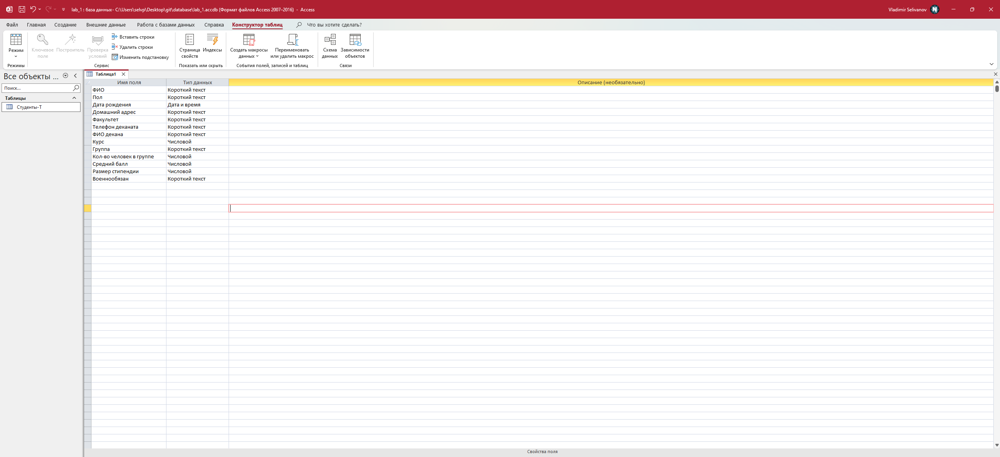 lab_1 : база данных- C:\Users\selvp\Desktop\git\database\lab_1.accdb (Формат файлов Access 2007–2016) - Access
Vladimir Selivanov
Файл Главная Создание Внешние данные Работа с базами данных Справка Конструктор таблиц Что вы хотите сделать?
Режим
Ключевое поле
Построитель
Проверка условий
Вставить строки
Удалить строки
Изменить подстановку
Страница свойств
Индексы
Создать макросы данных
Переименовать или удалить макрос
Схема данных
Зависимости объектов
Режимы Сервис Показать или скрыть События полей, записей и таблиц Связи
Все объекты ...
Поиск...
Таблицы
Студенты-Т
Таблица1
Имя поля Тип данных Описание (необязательно)
ФИО Короткий текст
Пол Короткий текст
Дата рождения Дата и время
Домашний адрес Короткий текст
Факультет Короткий текст
Телефон деканата Короткий текст
ФИО декана Короткий текст
Курс Числовой
Группа Короткий текст
Кол-во человек в группе Числовой
Средний балл Числовой
Размер стипендии Числовой
Военнообязан Короткий текст
Свойства поля